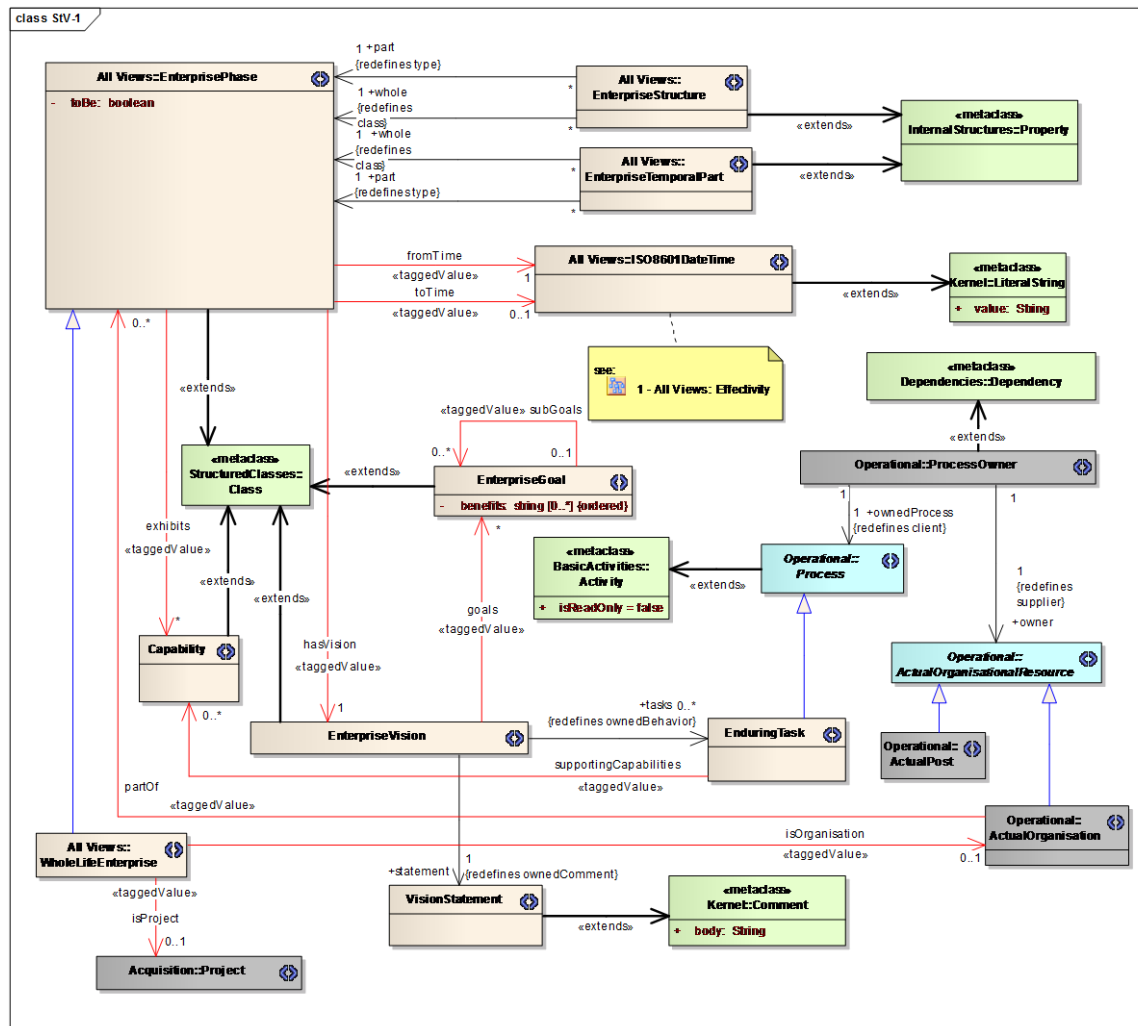 class StV-1
All Views::EnterprisePhase
- toBe: boolean
1 +part
{redefines type}
*
1 +whole
{redefines
class}
*
1 +whole
{redefines
class}
*
1 +part
{redefines type}
*
All Views::
EnterpriseStructure
All Views::
EnterpriseTemporalPart
«extends»
«extends»
«metaclass»
InternalStructures::Property
fromTime
«taggedValue»
1
toTime
«taggedValue»
0..1
All Views::ISO8601DateTime
«extends»
«metaclass»
Kernel::LiteralString
+ value: String
see:
1 - All Views: Effectivity
0..*
«extends»
«metaclass»
StructuredClasses::
Class
«taggedValue» subGoals
0..*
0..1
«extends»
EnterpriseGoal
- benefits: string [0..*] {ordered}
*
«metaclass»
Dependencies::Dependency
«extends»
Operational::ProcessOwner
1
1
1 +ownedProcess
{redefines client}
exhibits
«taggedValue»
*
«extends»
«extends»
«metaclass»
BasicActivities::
Activity
+ isReadOnly = false
«extends»
Operational::
Process
goals
«taggedValue»
1
{redefines
supplier}
+owner
Capability
0..*
hasVision
«taggedValue»
1
Operational::
ActualOrganisationalResource
EnterpriseVision
+tasks 0..*
{redefines ownedBehavior}
EnduringTask
supportingCapabilities
«taggedValue»
Operational::
ActualPost
partOf
«taggedValue»
All Views::
WholeLifeEnterprise
isOrganisation
«taggedValue»
0..1
Operational::
ActualOrganisation
«taggedValue»
isProject
0..1
1
+statement {redefines ownedComment}
VisionStatement
«extends»
«metaclass»
Kernel::Comment
+ body: String
Acquisition::Project